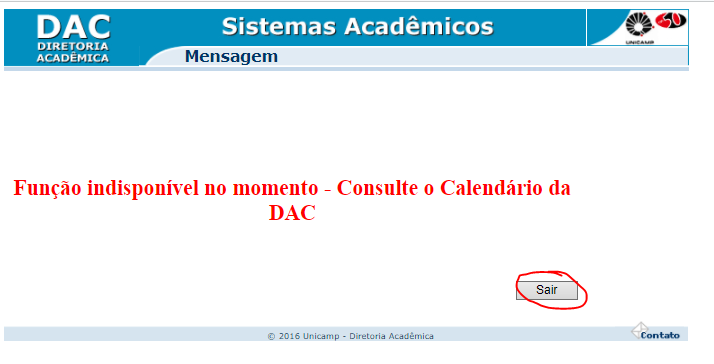 DAC
DIRETORIA
ACADÊMICA
Sistemas Acadêmicos
Mensagem
UNICAMP
50
Função indisponível no momento - Consulte o Calendário da
DAC
Sair
© 2016 Unicamp - Diretoria Acadêmica
Contato